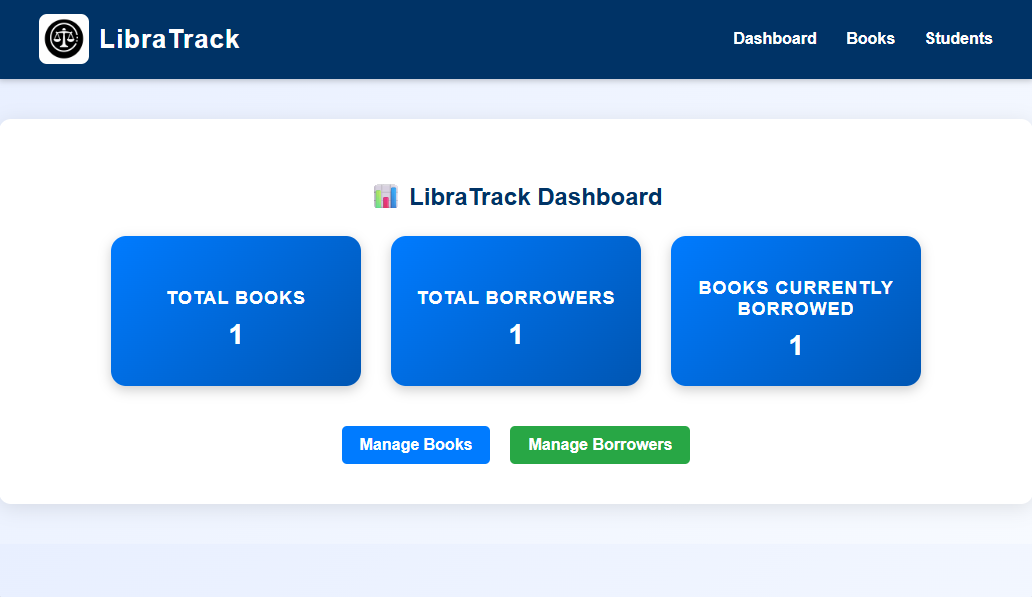 LibraTrack
Dashboard Books Students
LibraTrack Dashboard
TOTAL BOOKS
1
TOTAL BORROWERS
1
BOOKS CURRENTLY
BORROWED
1
Manage Books
Manage Borrowers